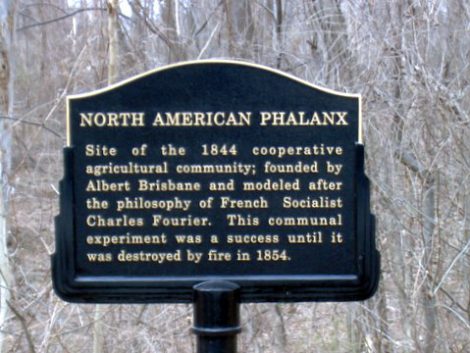 NORTH AMERICAN PHALANX
Site of the 1844 cooperative
agricultural community; founded by
Albert Brisbane and modeled after
the philosophy of French Socialist
Charles Fourier. This communal
experiment was a success until it
was destroyed by fire in 1854.